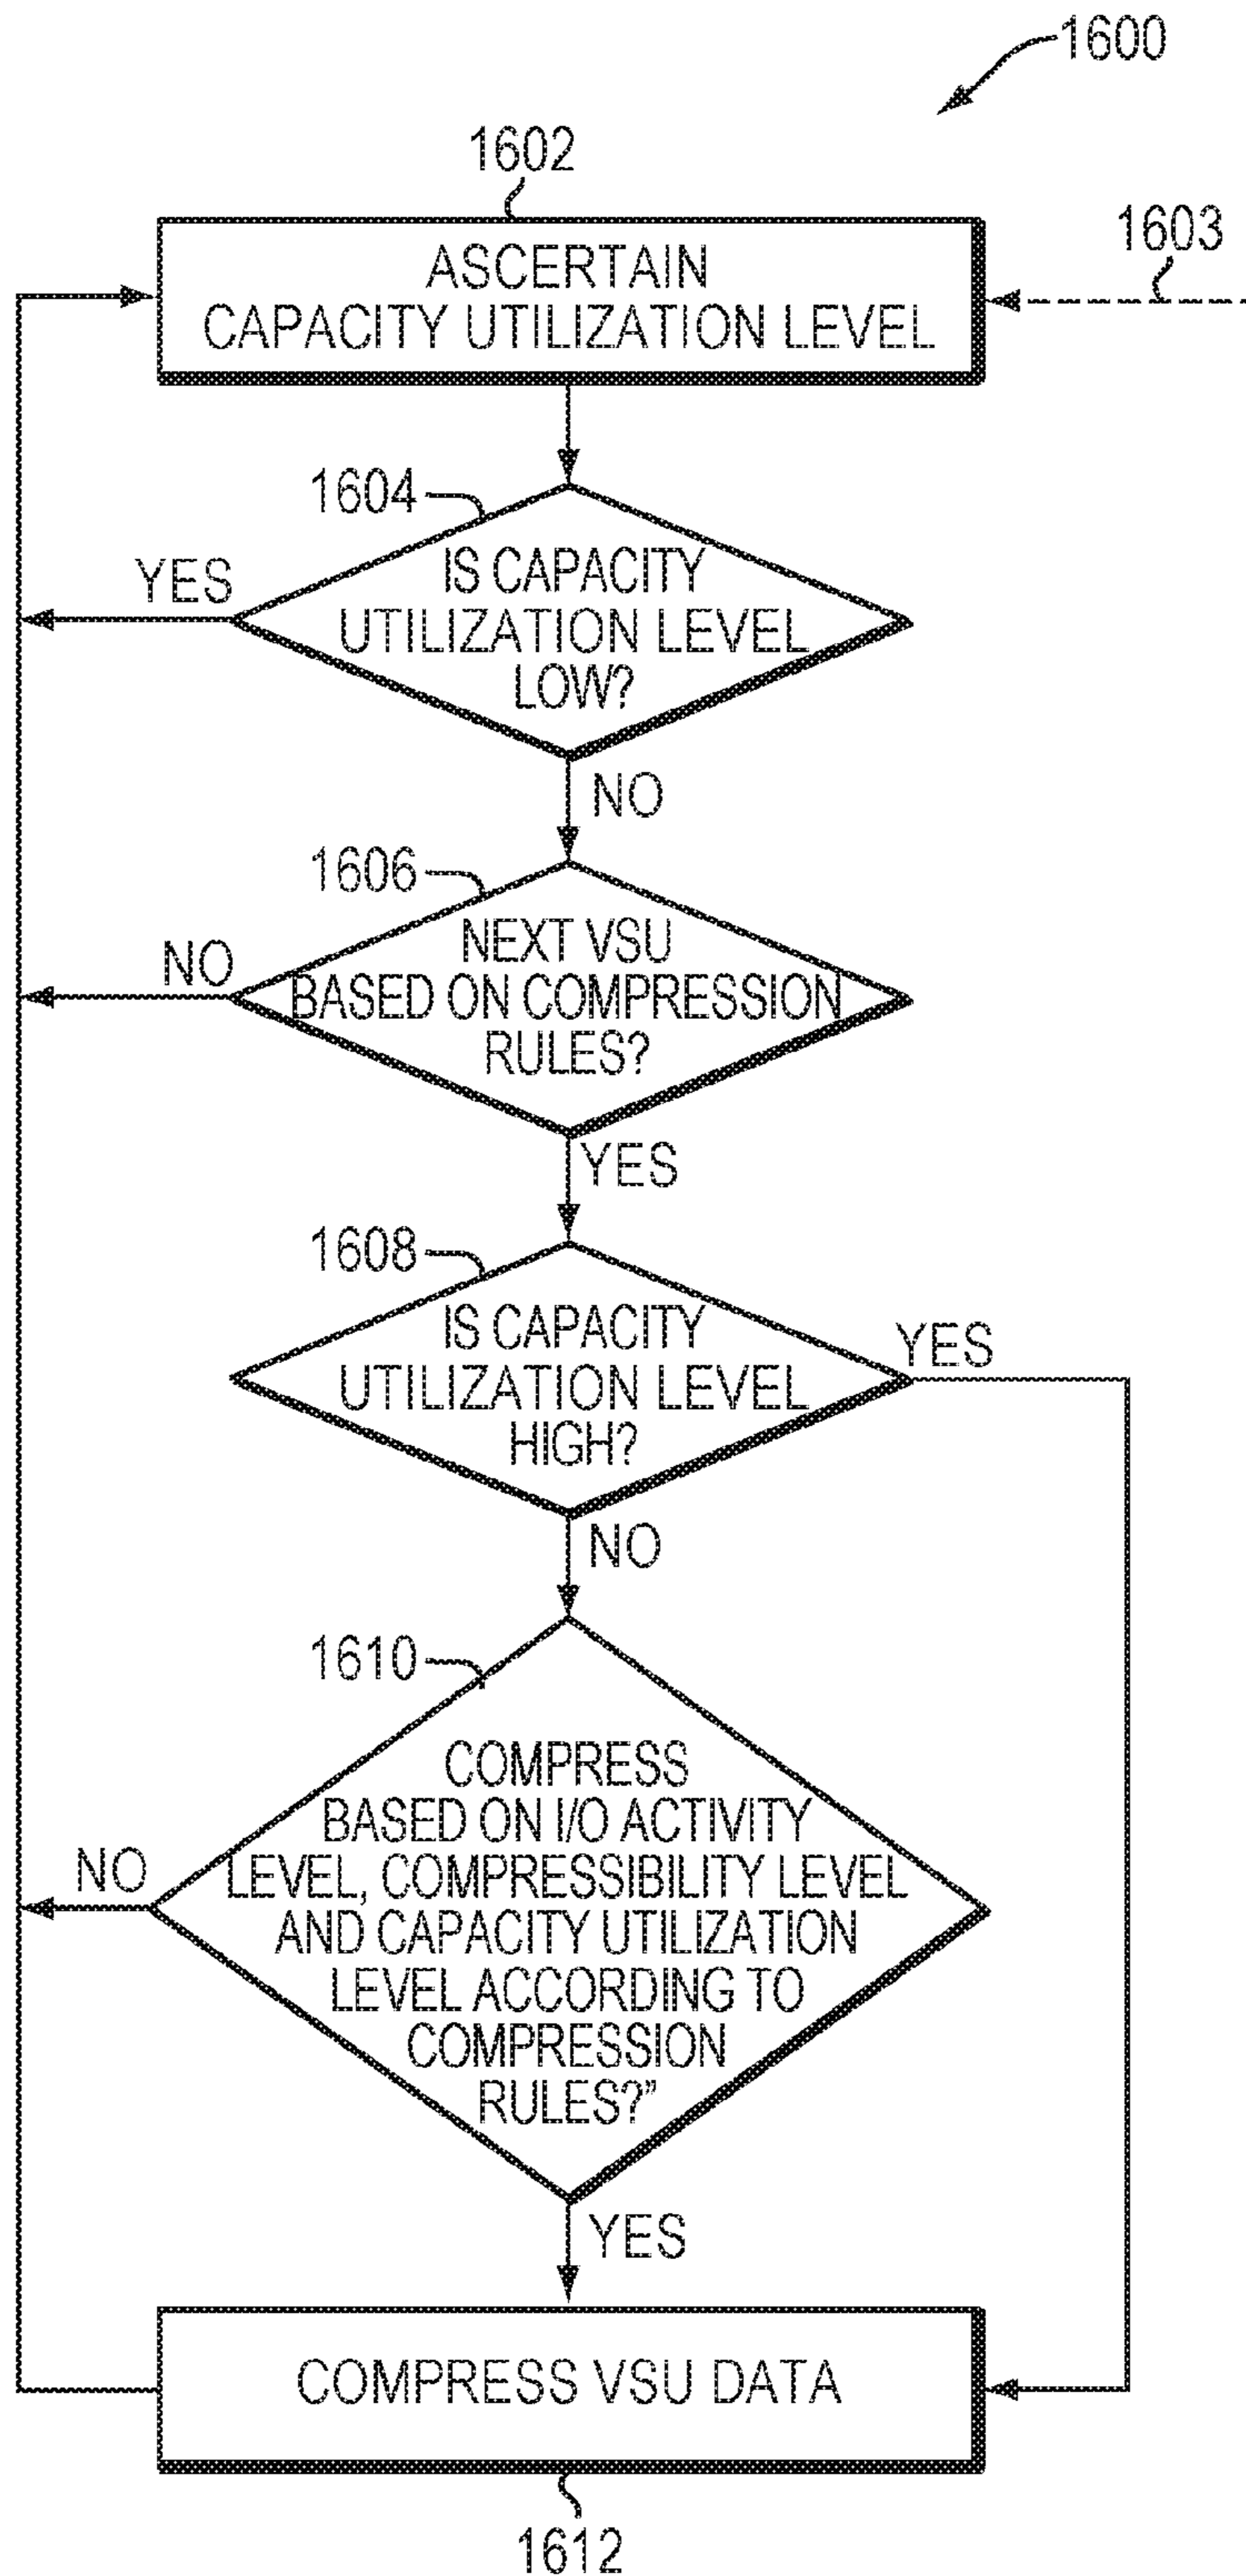 1600
1602
1603
ASCERTAIN
CAPACITY UTILIZATION LEVEL
1604
YES
IS CAPACITY
UTILIZATION LEVEL
LOW?
NO
1606
NO
NEXT VSU
BASED ON COMPRESSION
RULES?
YES
1608
IS CAPACITY
UTILIZATION LEVEL
HIGH?
YES
NO
1610
COMPRESS
BASED ON I/O ACTIVITY
LEVEL, COMPRESSIBILITY LEVEL
AND CAPACITY UTILIZATION
LEVEL ACCORDING TO
COMPRESSION
RULES?”
NO
YES
COMPRESS VSU DATA
1612